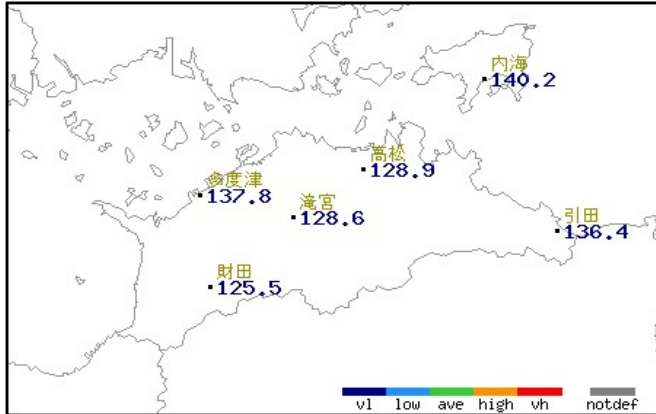 内海
140.2
高松
128.9
多度津
137.8
滝宮
128.6
引田
136.4
財田
125.5
vl low ave high vh notdef